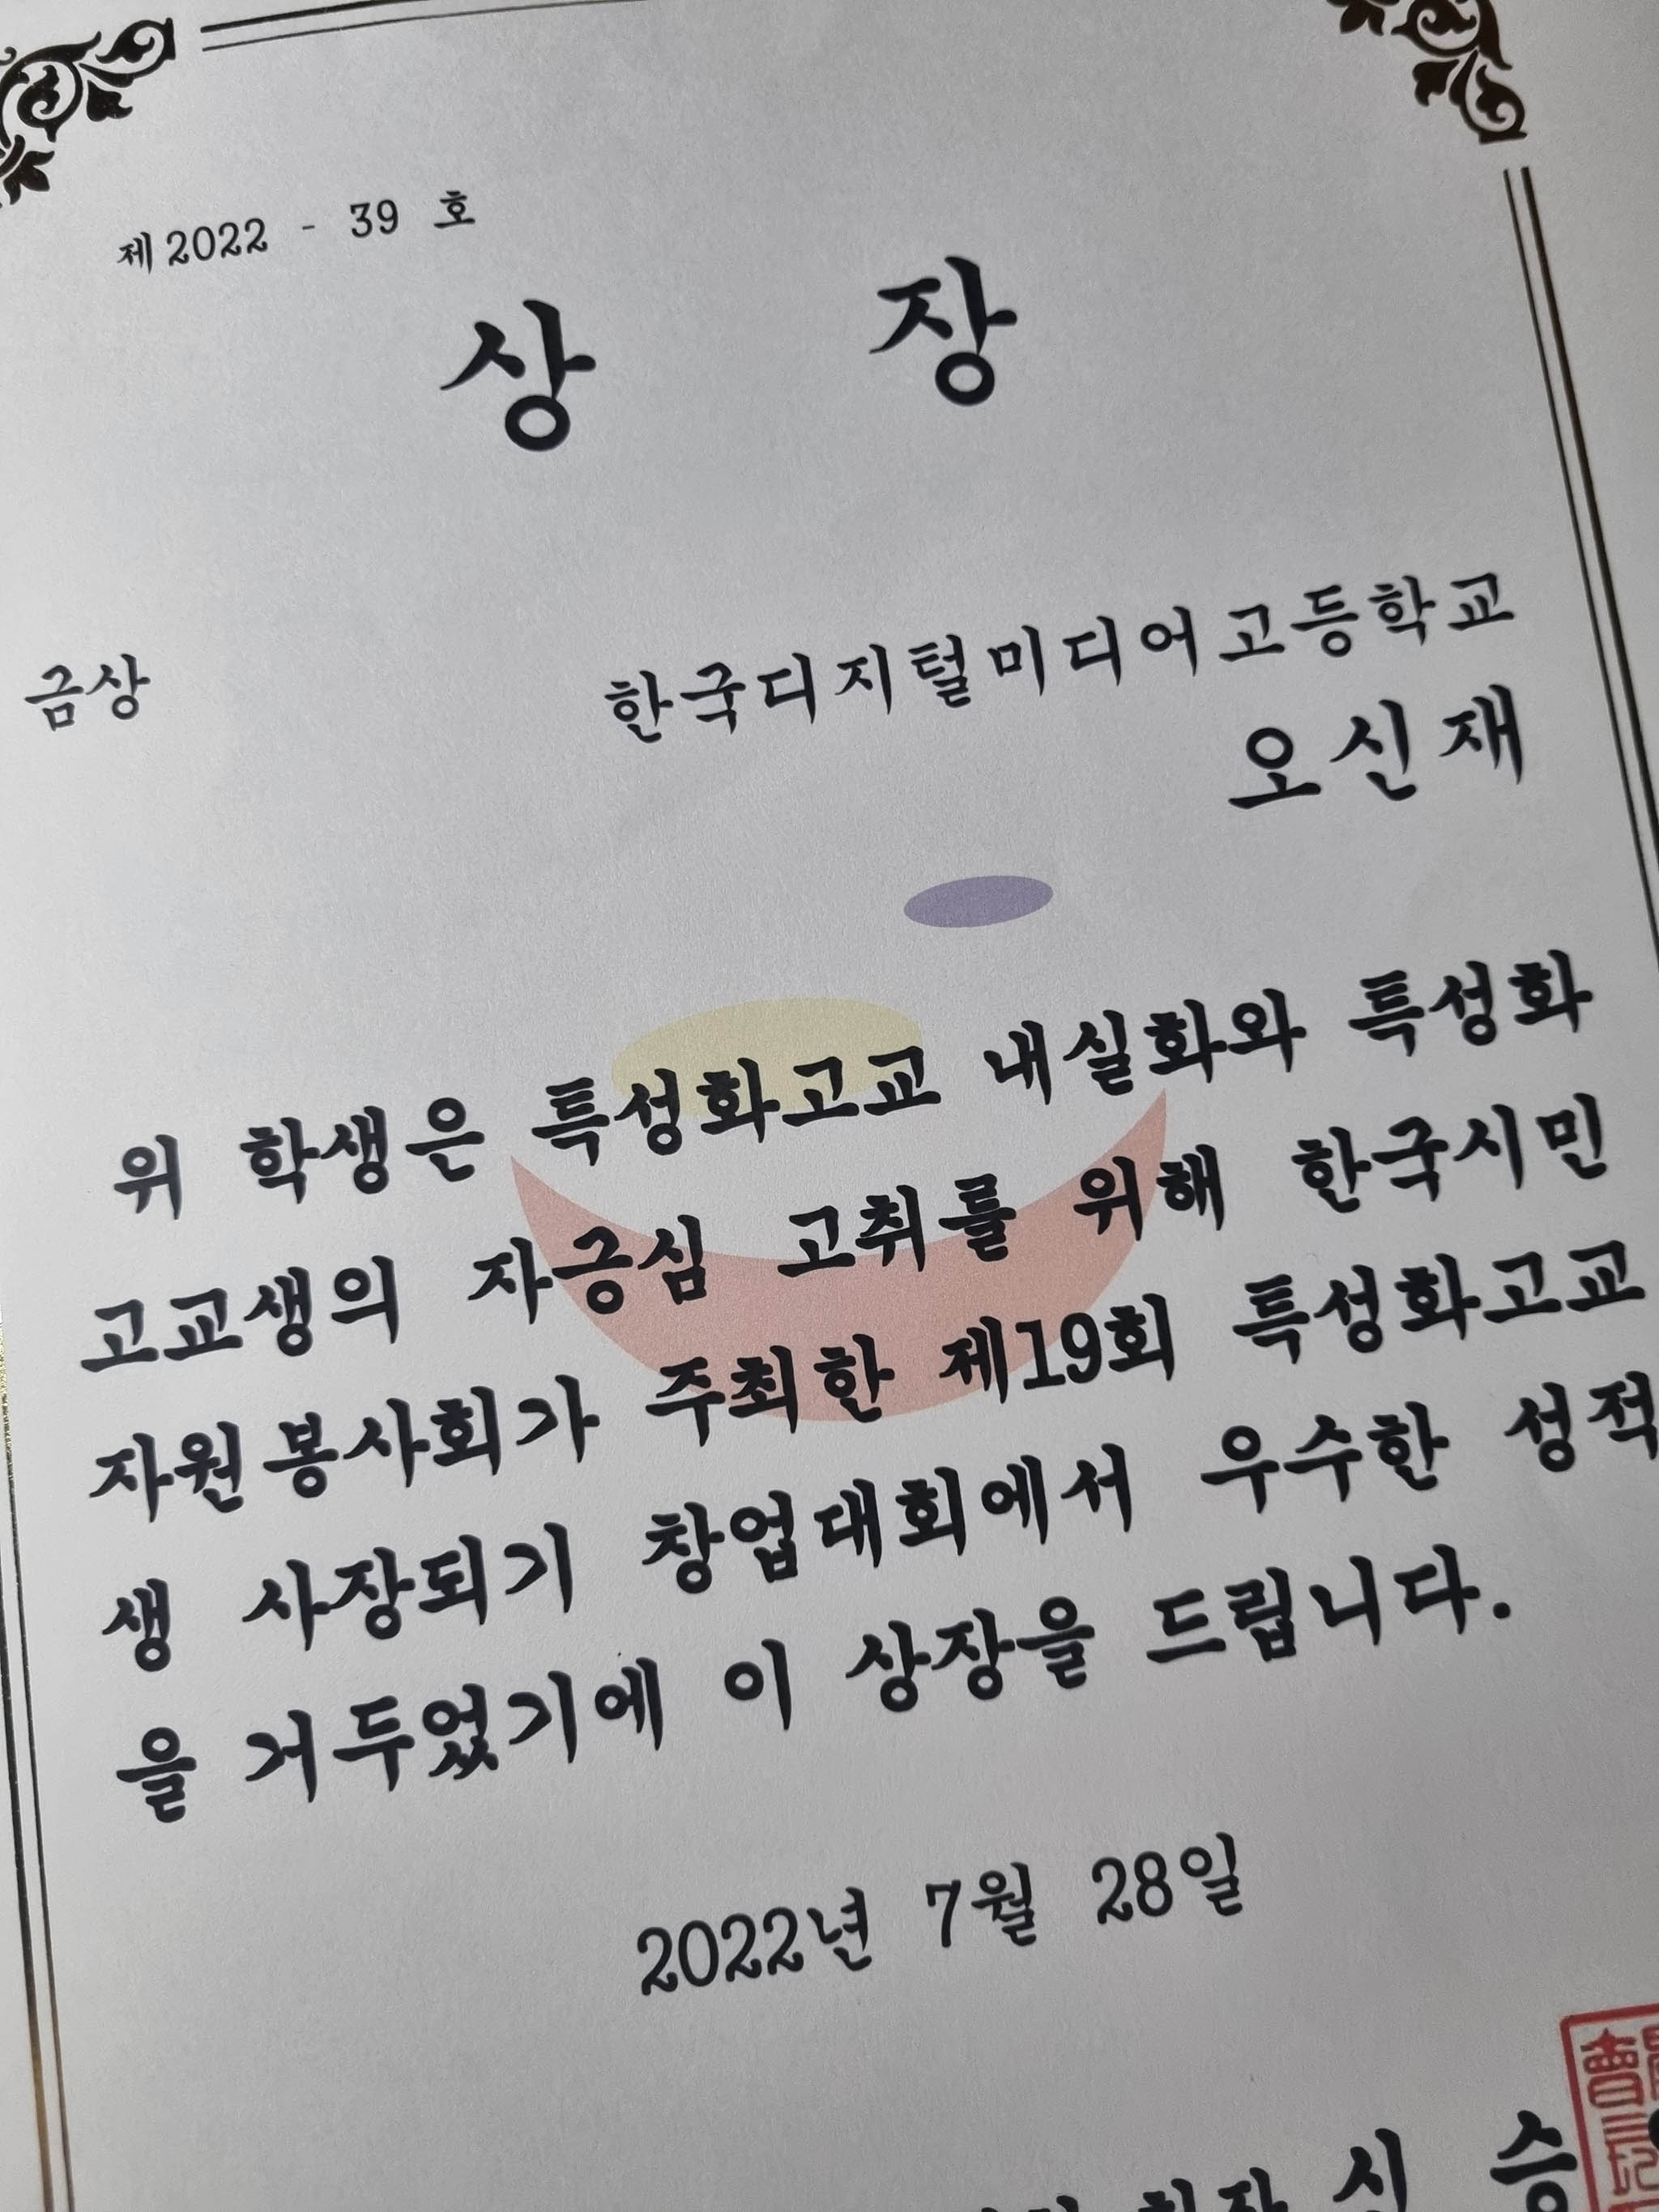 제2022 - 39 호
상 장
금상 한국디지털미디어고등학교
오신재
위 학생은 특성화고교 내실화와 특성화
고교생의 자긍심 고취를 위해 한국시민
자원봉사회가 주최한 제19회 특성화고교
생 사장되기 창업대회에서 우수한 성적
을 거두었기에 이 상장을 드립니다.
2022년 7월 28일
회장 신 승